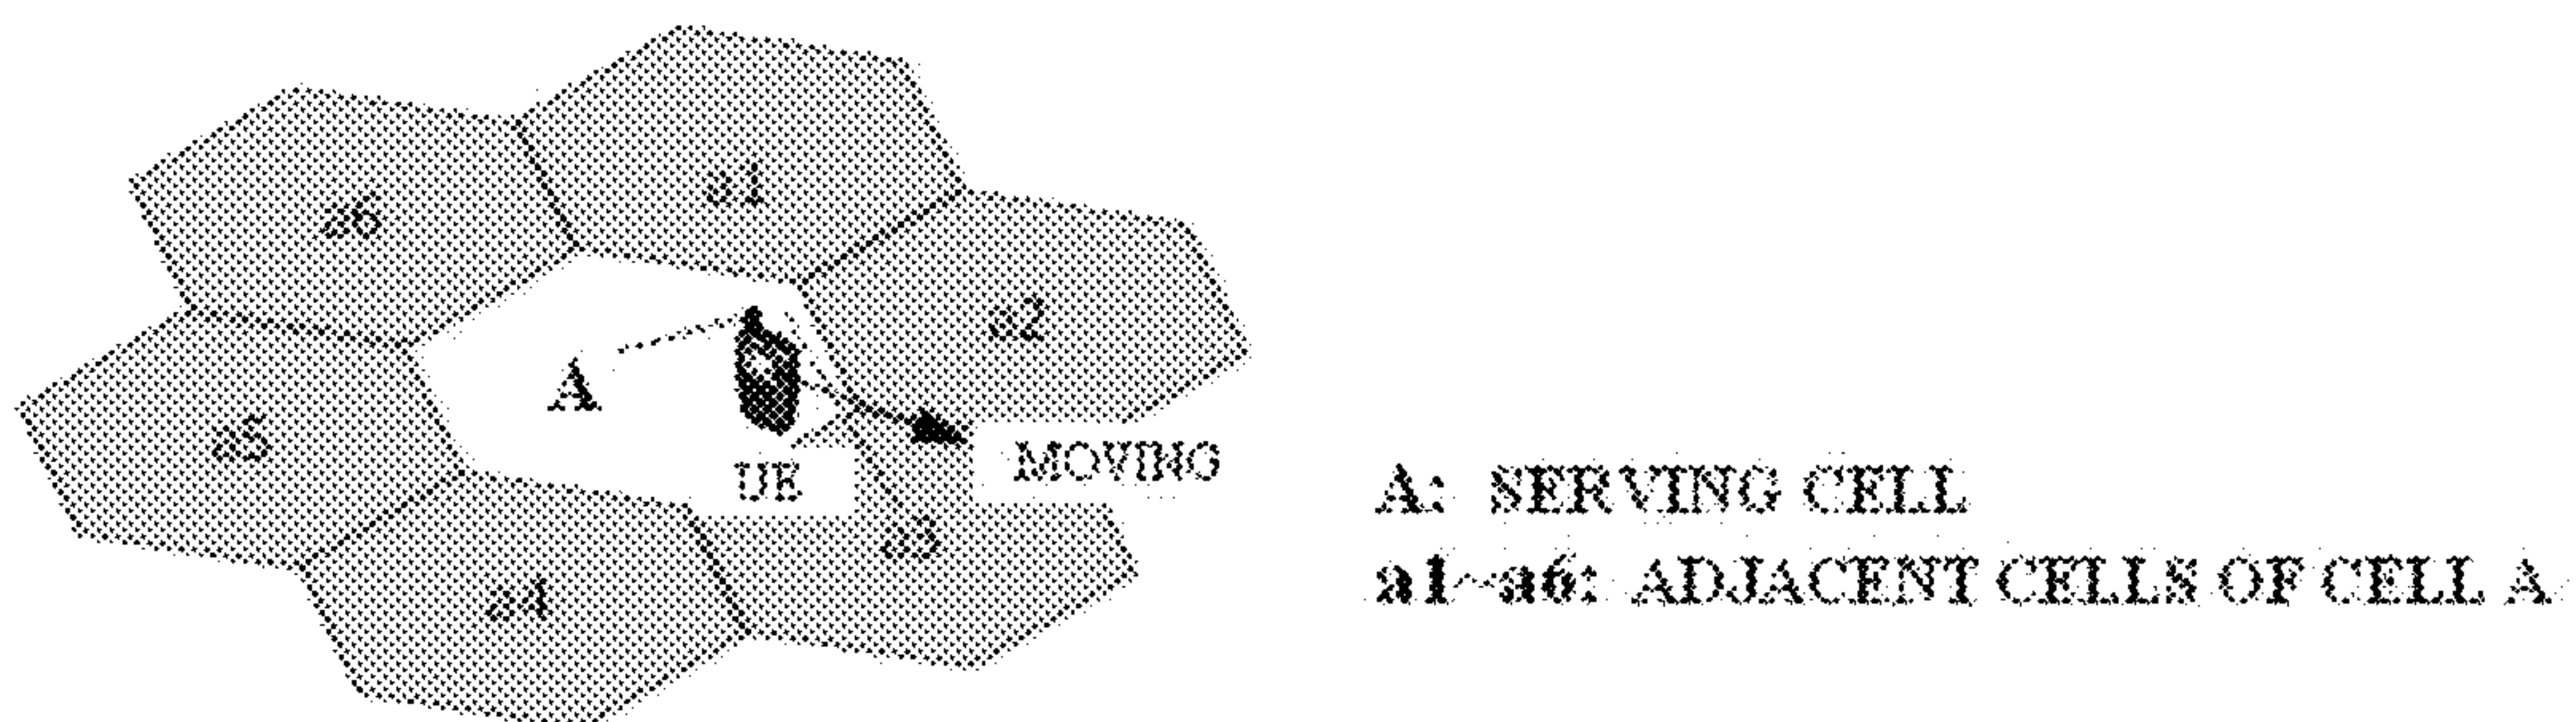 a1
a6
a2
A
a5
MOVING
UE
a3
a4
A: SERVING CELL
a1~a6: ADJACENT CELLS OF CELL A